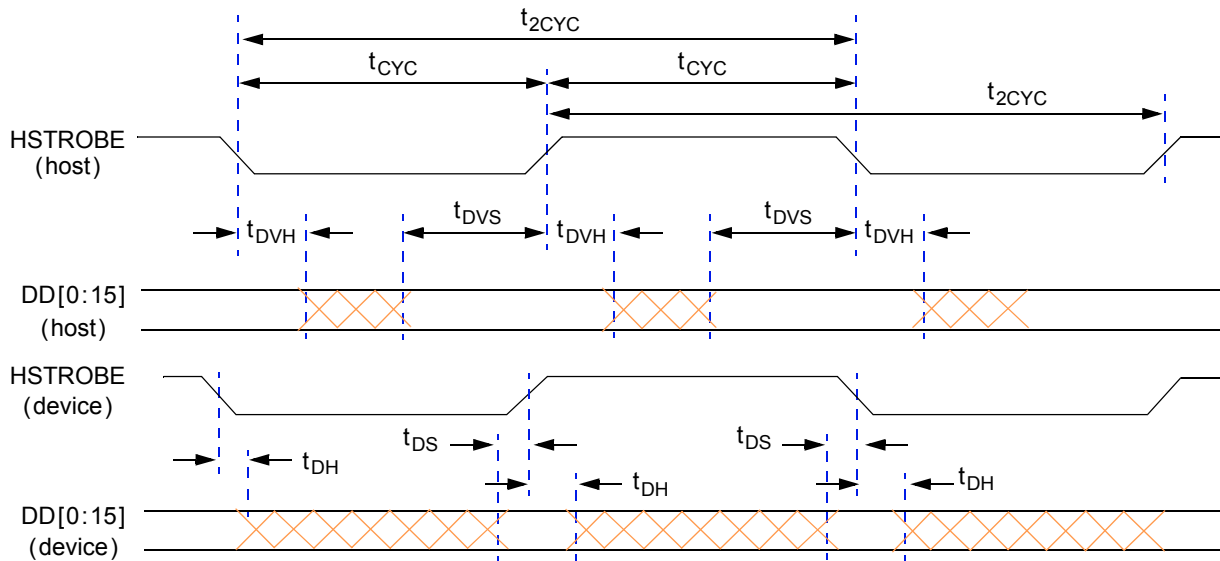 t2CYC
tCYC tCYC
t2CYC
HSTROBE
(host)
tDVH tDVS tDVH tDVS tDVH
DD[0:15]
(host)
HSTROBE
(device)
tDS tDS
tDH tDH tDH
DD[0:15]
(device)